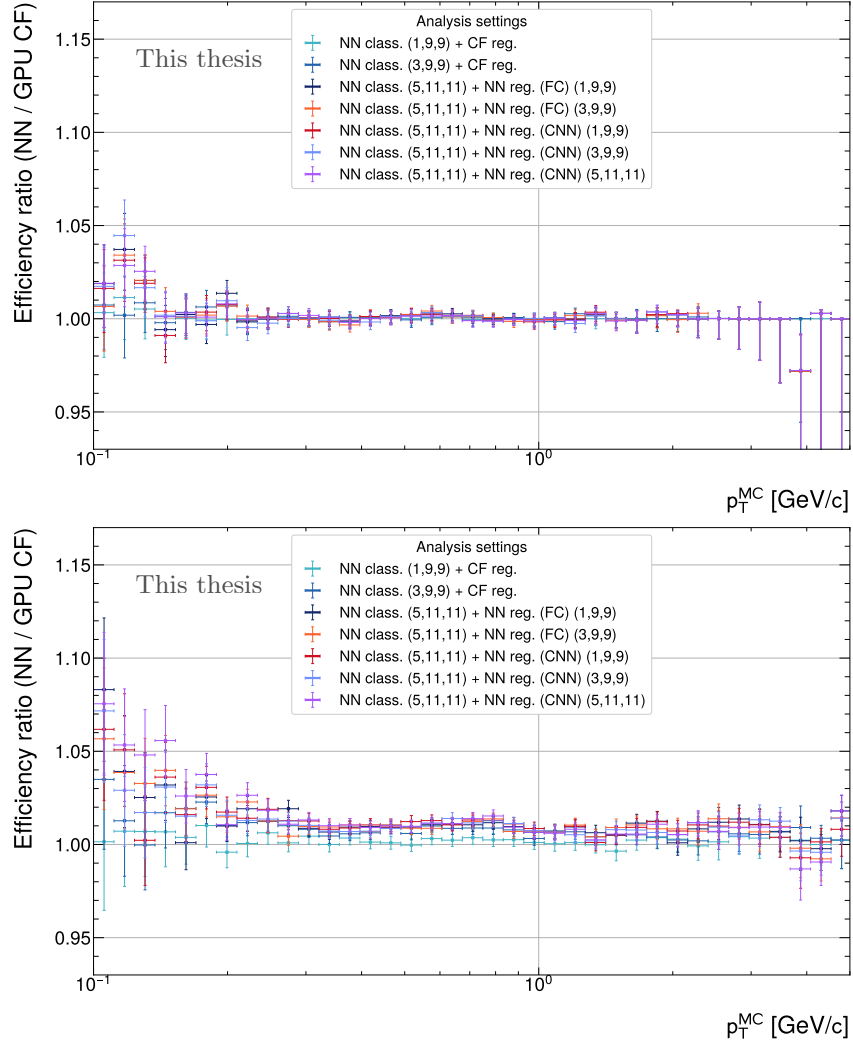 Efficiency ratio (NN / GPU CF)
1.15
1.10
1.05
1.00
0.95
This thesis
Analysis settings
NN class. (1,9,9) + CF reg.
NN class. (3,9,9) + CF reg.
NN class. (5,11,11) + NN reg. (FC) (1,9,9)
NN class. (5,11,11) + NN reg. (FC) (3,9,9)
NN class. (5,11,11) + NN reg. (CNN) (1,9,9)
NN class. (5,11,11) + NN reg. (CNN) (3,9,9)
NN class. (5,11,11) + NN reg. (CNN) (5,11,11)
10⁻¹ 10⁰
p_T^MC [GeV/c]
Efficiency ratio (NN / GPU CF)
1.15
1.10
1.05
1.00
0.95
This thesis
Analysis settings
NN class. (1,9,9) + CF reg.
NN class. (3,9,9) + CF reg.
NN class. (5,11,11) + NN reg. (FC) (1,9,9)
NN class. (5,11,11) + NN reg. (FC) (3,9,9)
NN class. (5,11,11) + NN reg. (CNN) (1,9,9)
NN class. (5,11,11) + NN reg. (CNN) (3,9,9)
NN class. (5,11,11) + NN reg. (CNN) (5,11,11)
10⁻¹ 10⁰
p_T^MC [GeV/c]